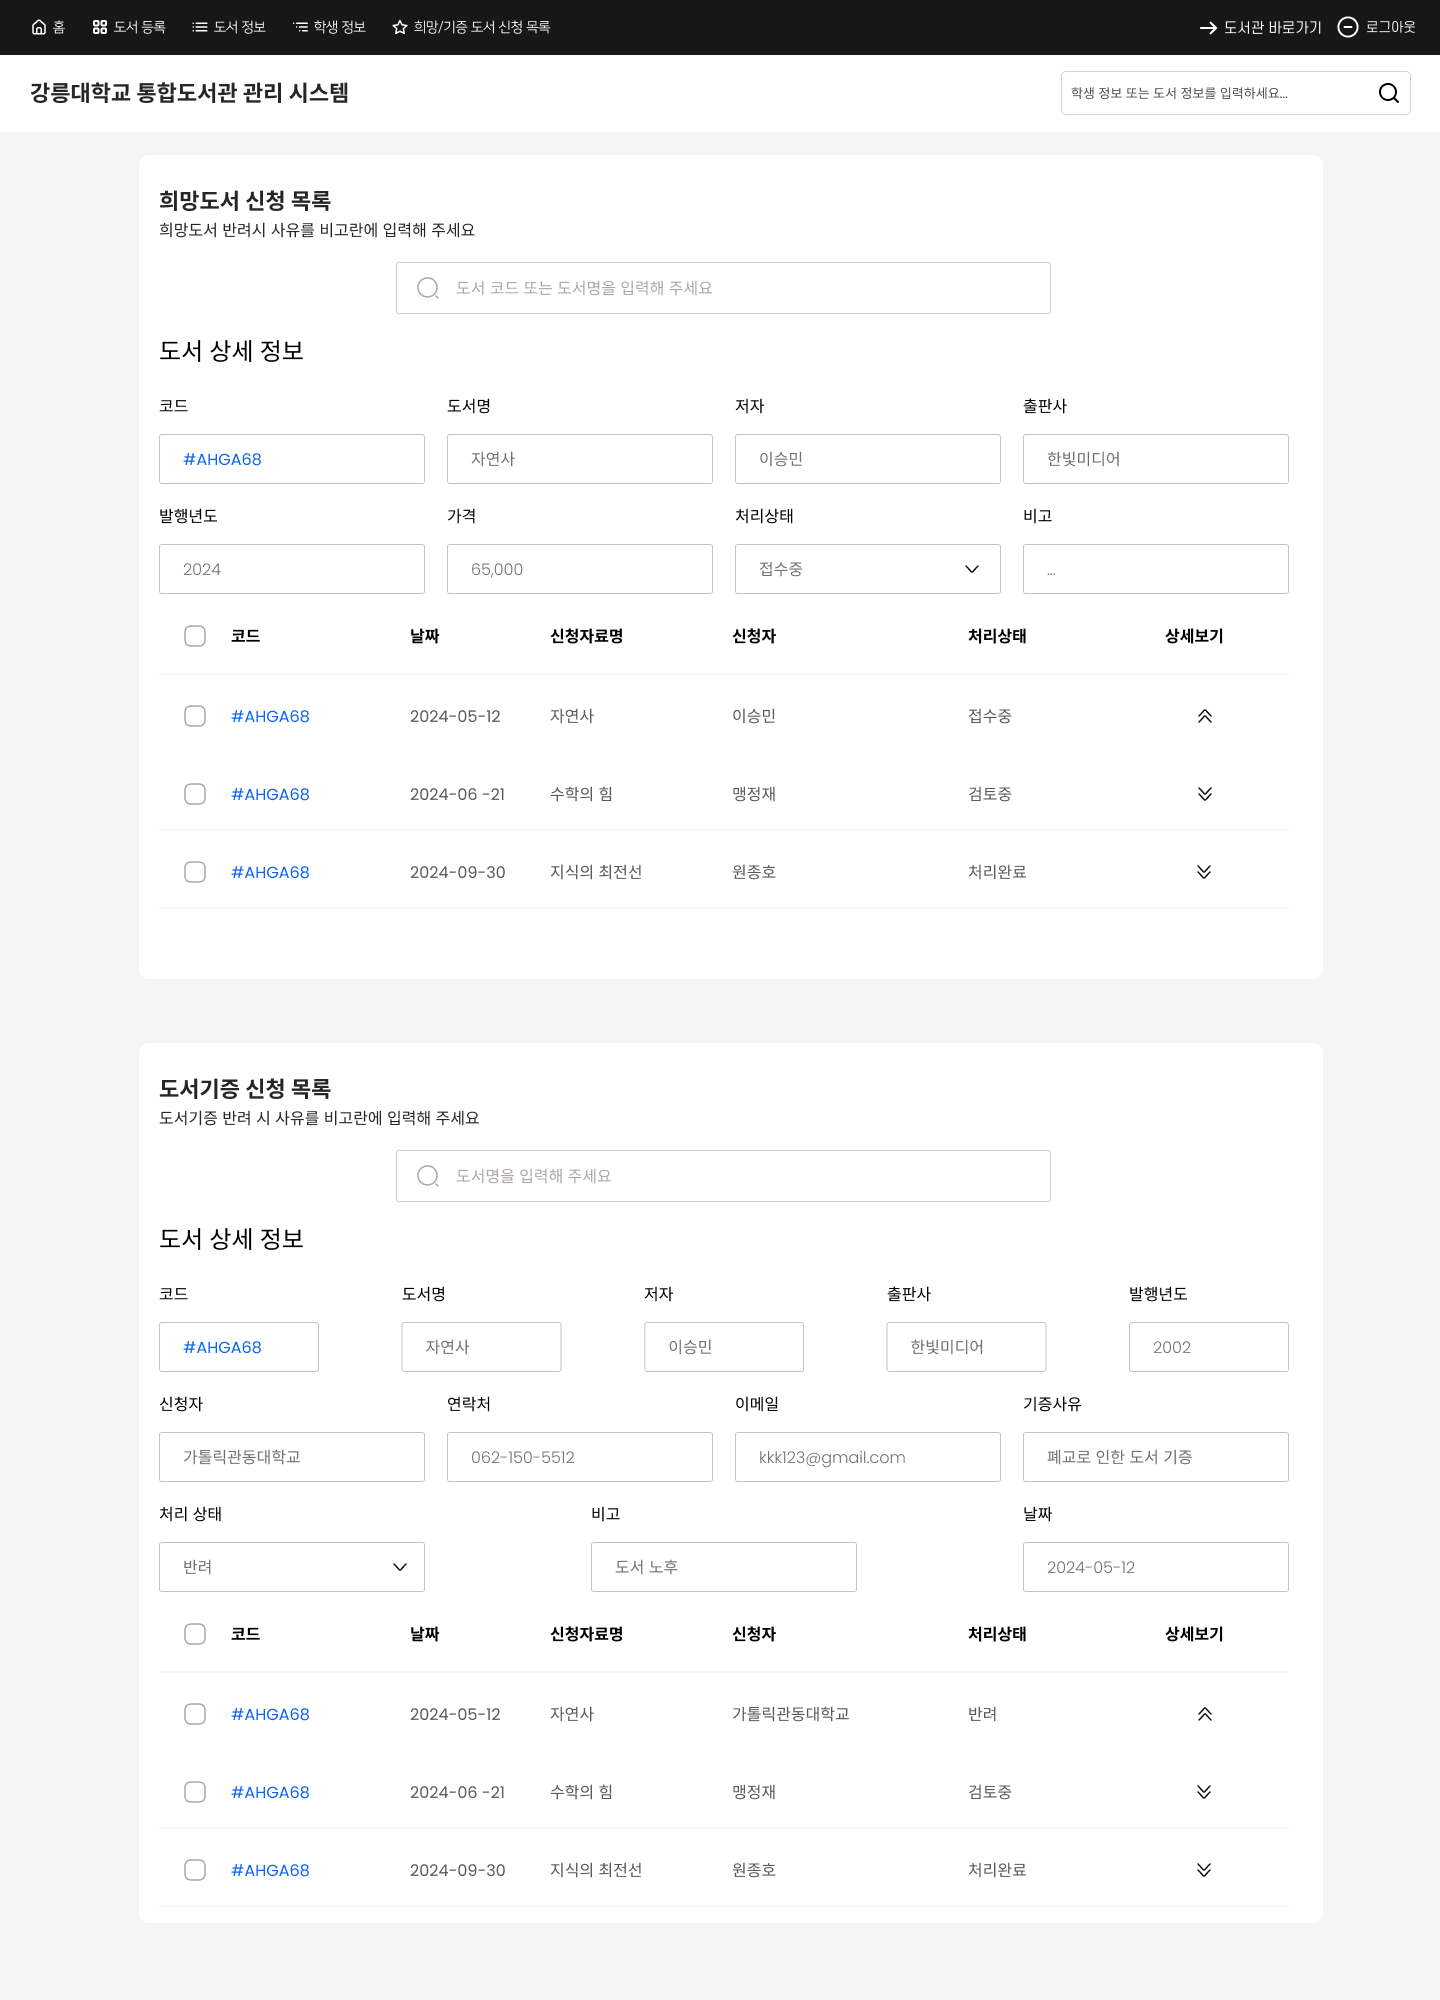 홈 도서 등록 도서 정보 학생 정보 희망/기증 도서 신청 목록 도서관 바로가기 로그아웃
강릉대학교 통합도서관 관리 시스템 학생 정보 또는 도서 정보를 입력하세요...
희망도서 신청 목록
희망도서 반려시 사유를 비고란에 입력해 주세요
도서 코드 또는 도서명을 입력해 주세요
도서 상세 정보
코드 도서명 저자 출판사
#AHGA68 자연사 이승민 한빛미디어
발행년도 가격 처리상태 비고
2024 65,000 접수중 ...
코드 날짜 신청자료명 신청자 처리상태 상세보기
#AHGA68 2024-05-12 자연사 이승민 접수중
#AHGA68 2024-06 -21 수학의 힘 맹정재 검토중
#AHGA68 2024-09-30 지식의 최전선 원종호 처리완료
도서기증 신청 목록
도서기증 반려 시 사유를 비고란에 입력해 주세요
도서명을 입력해 주세요
도서 상세 정보
코드 도서명 저자 출판사 발행년도
#AHGA68 자연사 이승민 한빛미디어 2002
신청자 연락처 이메일 기증사유
가톨릭관동대학교 062-150-5512 kkk123@gmail.com 폐교로 인한 도서 기증
처리 상태 비고 날짜
반려 도서 노후 2024-05-12
코드 날짜 신청자료명 신청자 처리상태 상세보기
#AHGA68 2024-05-12 자연사 가톨릭관동대학교 반려
#AHGA68 2024-06 -21 수학의 힘 맹정재 검토중
#AHGA68 2024-09-30 지식의 최전선 원종호 처리완료